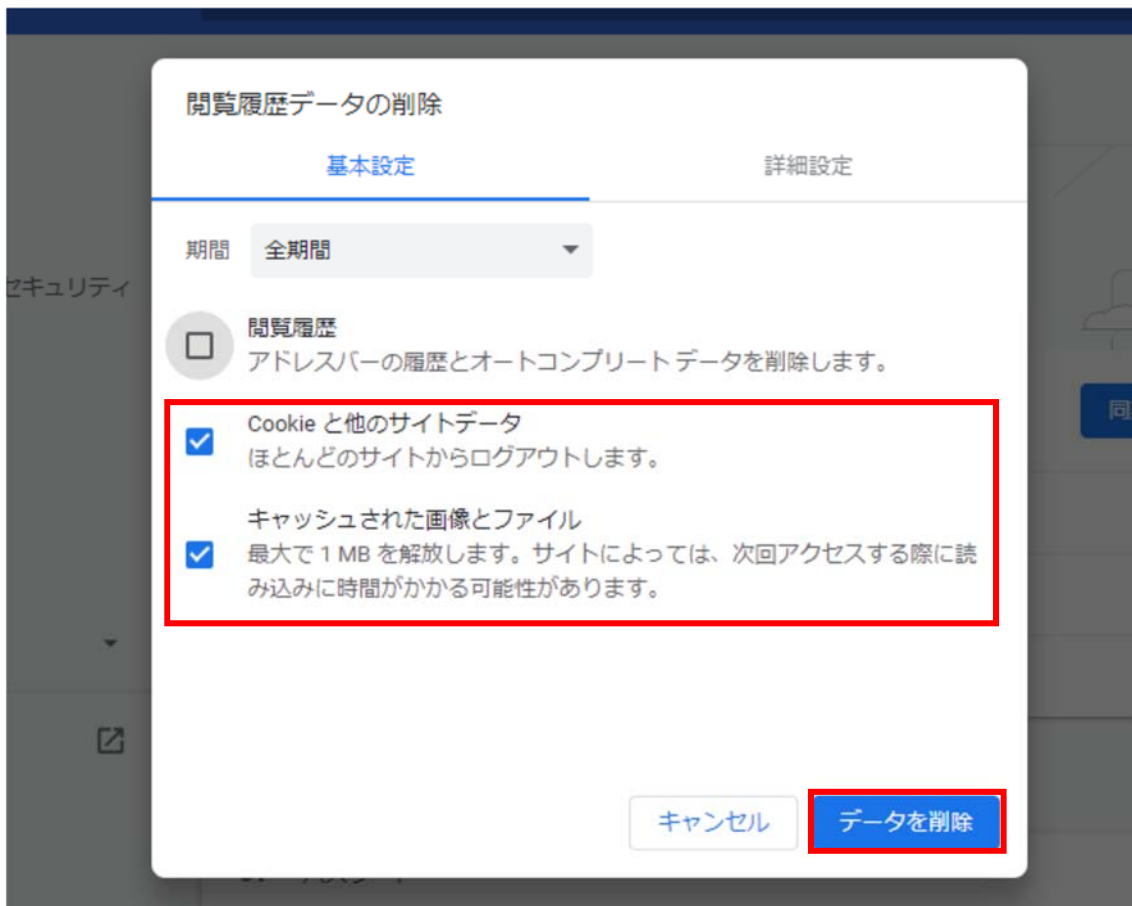 閲覧履歴データの削除
基本設定
詳細設定
期間
全期間
セキュリティ
閲覧履歴
アドレスバーの履歴とオートコンプリート データを削除します。
Cookie と他のサイトデータ
ほとんどのサイトからログアウトします。
同
キャッシュされた画像とファイル
最大で 1 MB を解放します。サイトによっては、次回アクセスする際に読
み込みに時間がかかる可能性があります。
キャンセル
データを削除